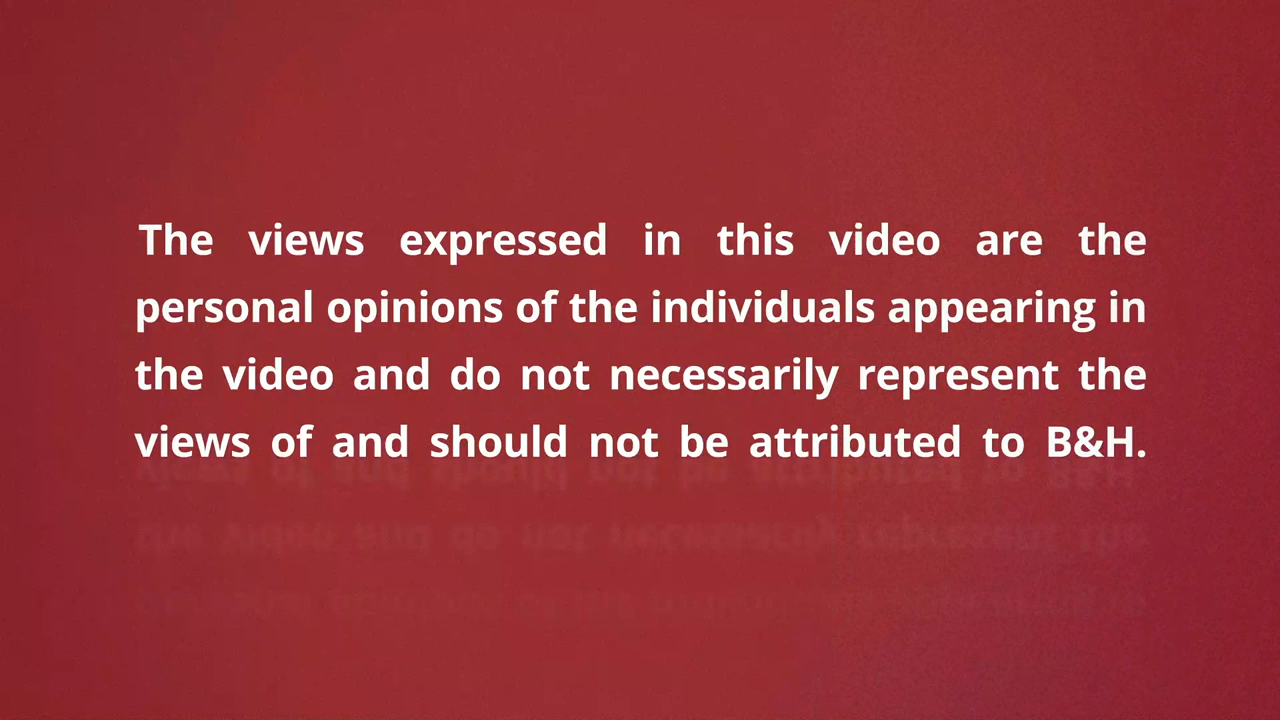 The views expressed in this video are the
personal opinions of the individuals appearing in
the video and do not necessarily represent the
views of and should not be attributed to B&H.